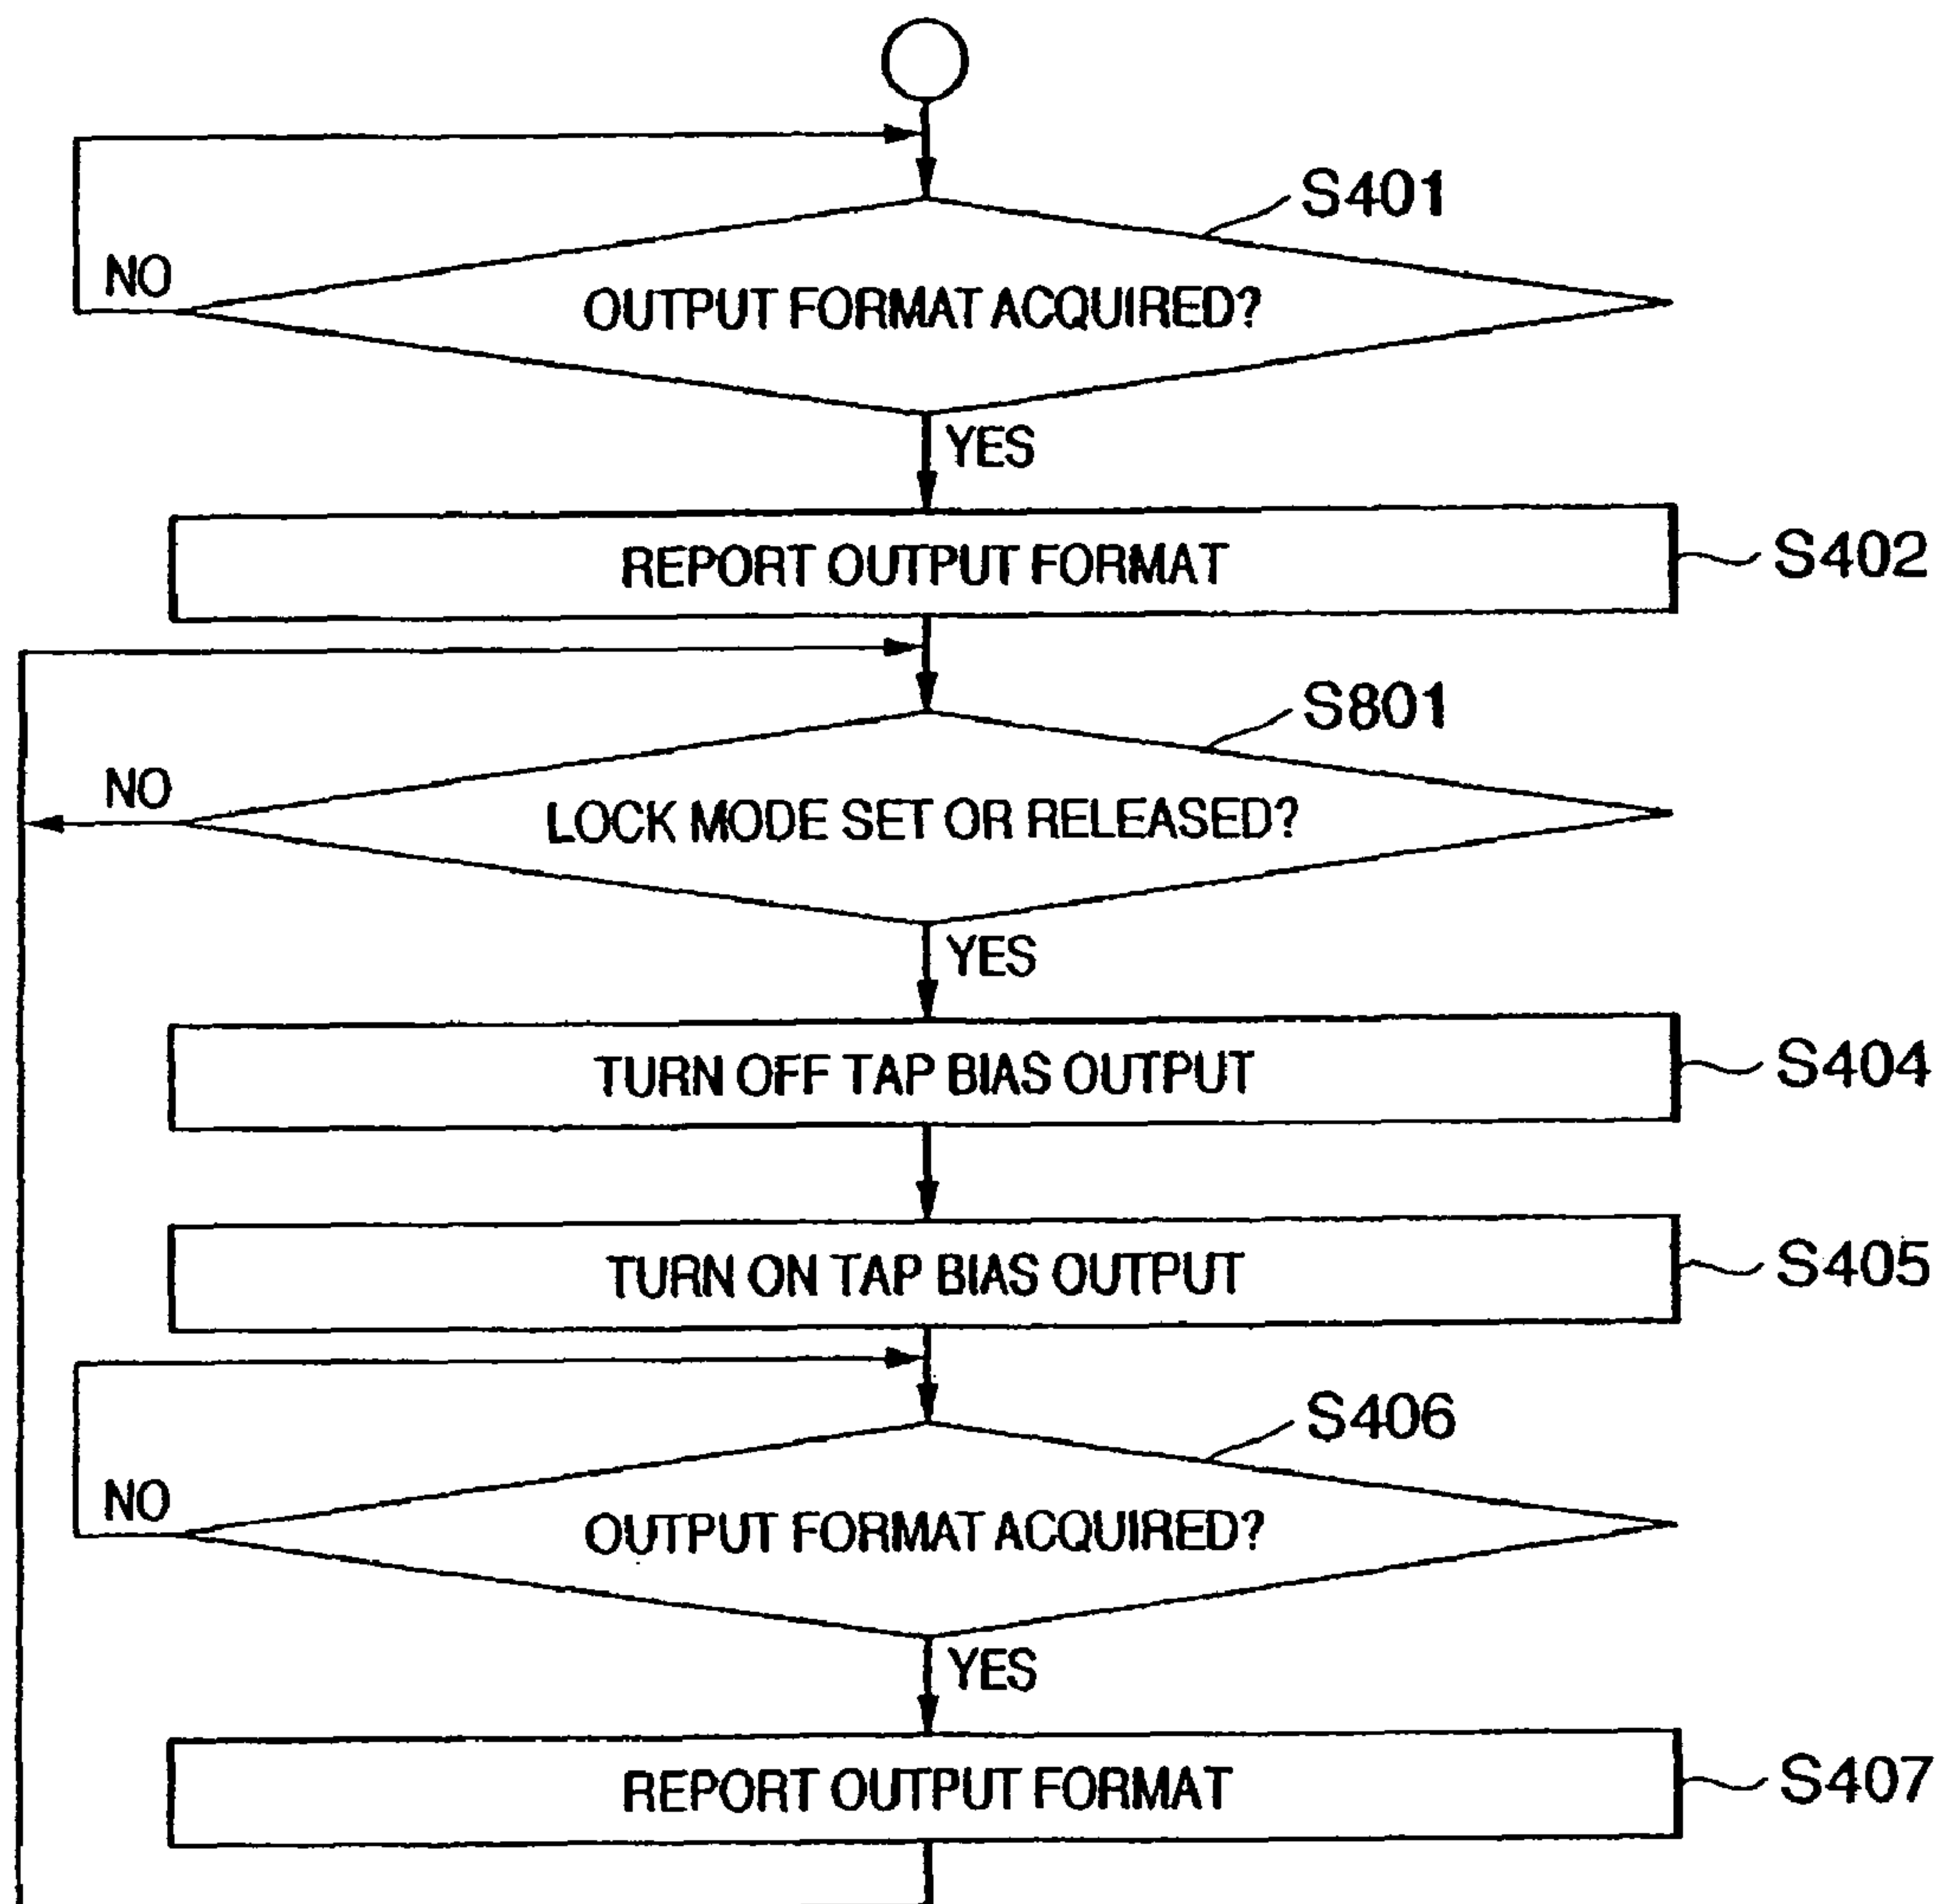 S401
NO
OUTPUT FORMAT ACQUIRED?
YES
REPORT OUTPUT FORMAT
S402
S801
NO
LOCK MODE SET OR RELEASED?
YES
TURN OFF TAP BIAS OUTPUT
S404
TURN ON TAP BIAS OUTPUT
S405
S406
NO
OUTPUT FORMAT ACQUIRED?
YES
REPORT OUTPUT FORMAT
S407